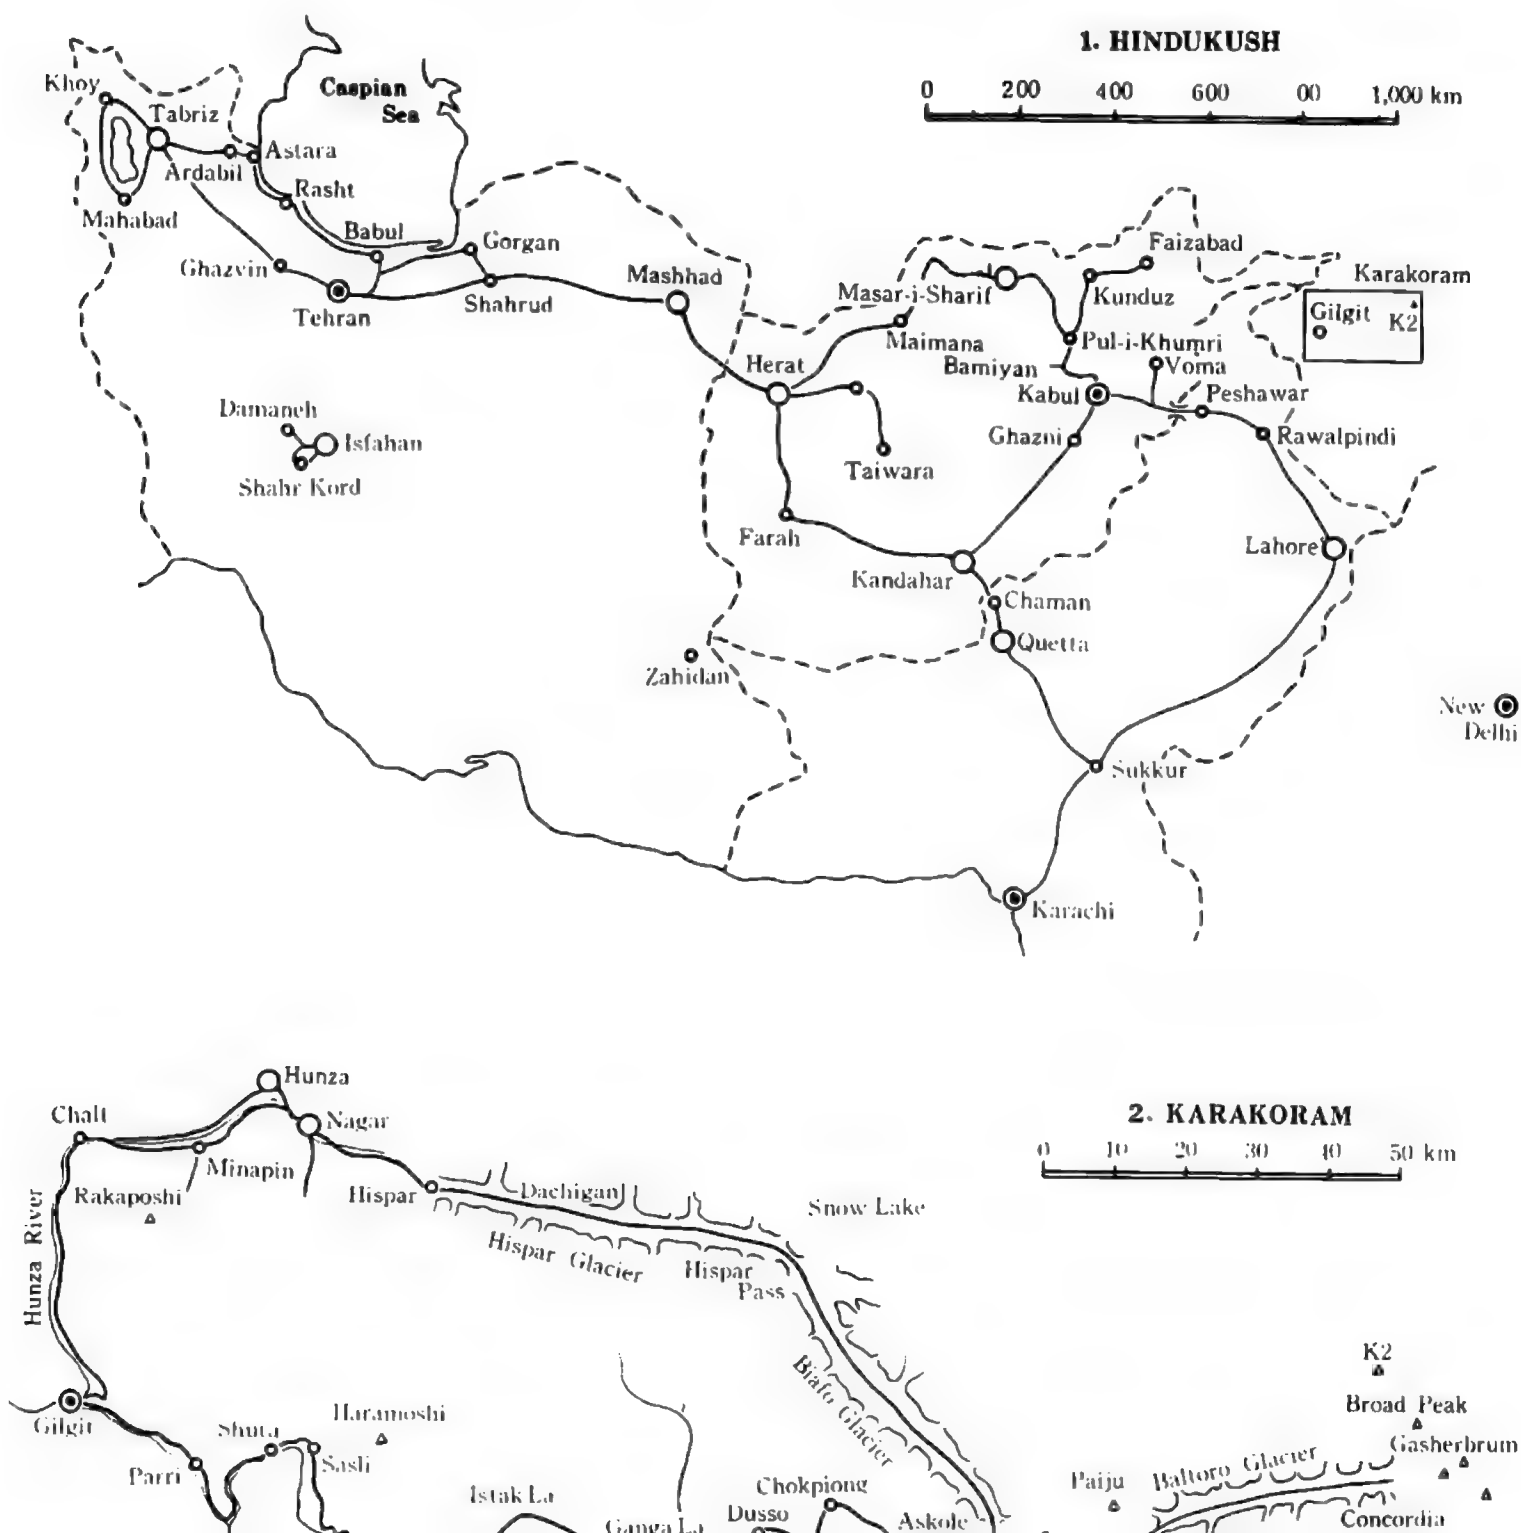 1. HINDUKUSH
0 200 400 600 00 1,000 km
Khoy
Caspian
Sea
Tabriz
Astara
Ardabil
Rasht
Mahabad
Babul
Gorgan
Ghazvin
Tehran
Shahrud
Mashhad
Faizabad
Masar-i-Sharif
Kunduz
Karakoram
Gilgit
K2
Maimana
Pul-i-Khumri
Herat
Bamiyan
Voma
Kabul
Peshawar
Damaneh
Isfahan
Ghazni
Rawalpindi
Taiwara
Shahr Kord
Farah
Lahore
Kandahar
Chaman
Quetta
Zahidan
New
Delhi
Sukkur
Karachi
2. KARAKORAM
0 10 20 30 40 50 km
Hunza
Chalt
Nagar
Minapin
Rakaposhi
Hispar
Dachigan
Snow Lake
Hunza River
Hispar Glacier
Hispar
Pass
K2
Biafo Glacier
Broad Peak
Gilgit
Shuta
Haramoshi
Gasherbrum
Parri
Sasli
Paiju
Baltoro Glacier
Istak La
Chokpiong
Ganga La
Dusso
Askole
Concordia